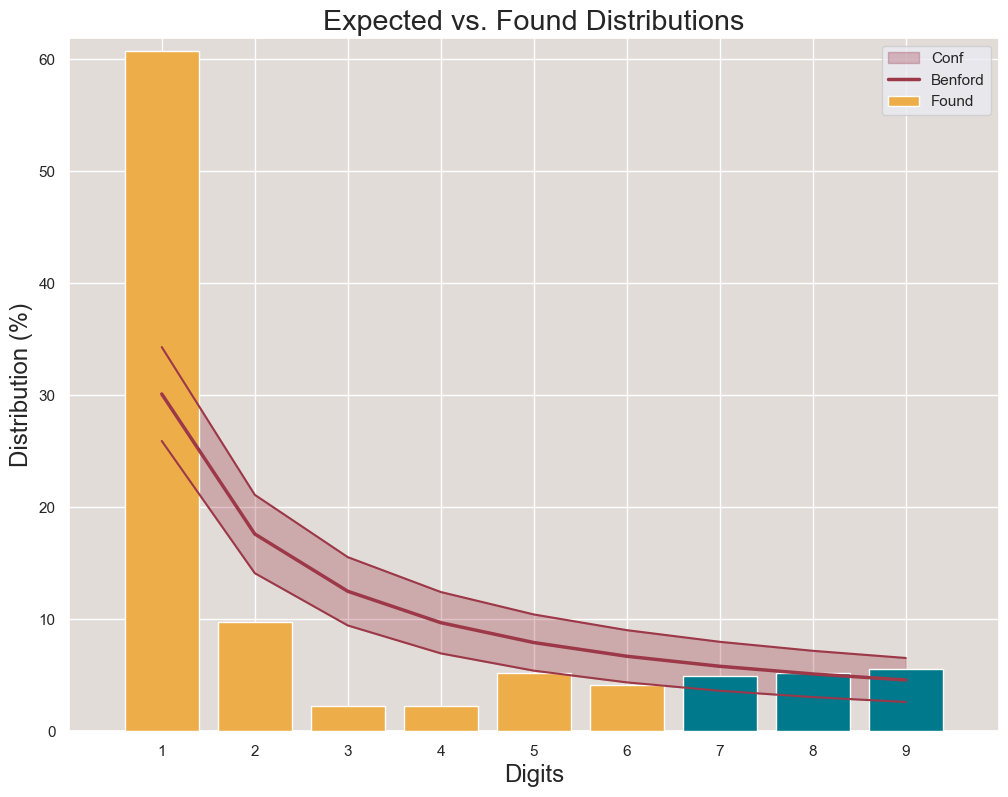 Expected vs. Found Distributions
Conf
Benford
Found
Distribution (%)
60
50
40
30
20
10
0
1 2 3 4 5 6 7 8 9
Digits